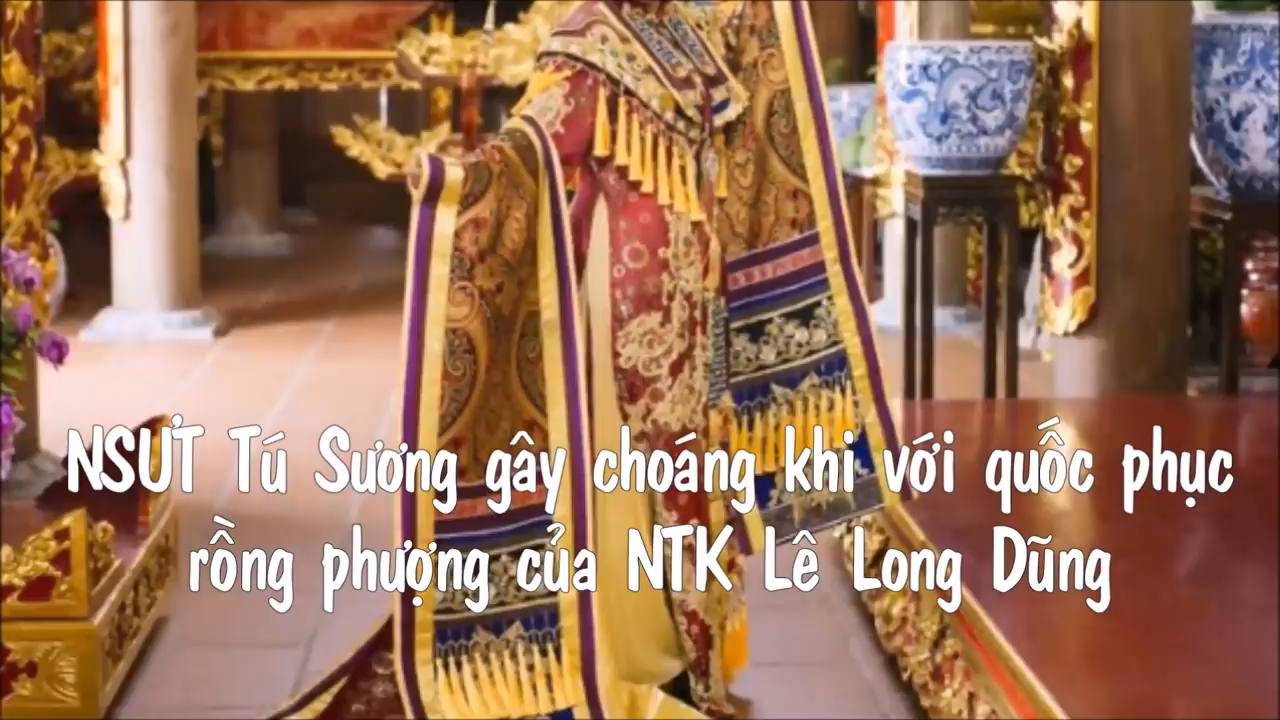 NSƯT Tú Sương gây choáng khi với quốc phục
rồng phượng của NTK Lê Long Dũng